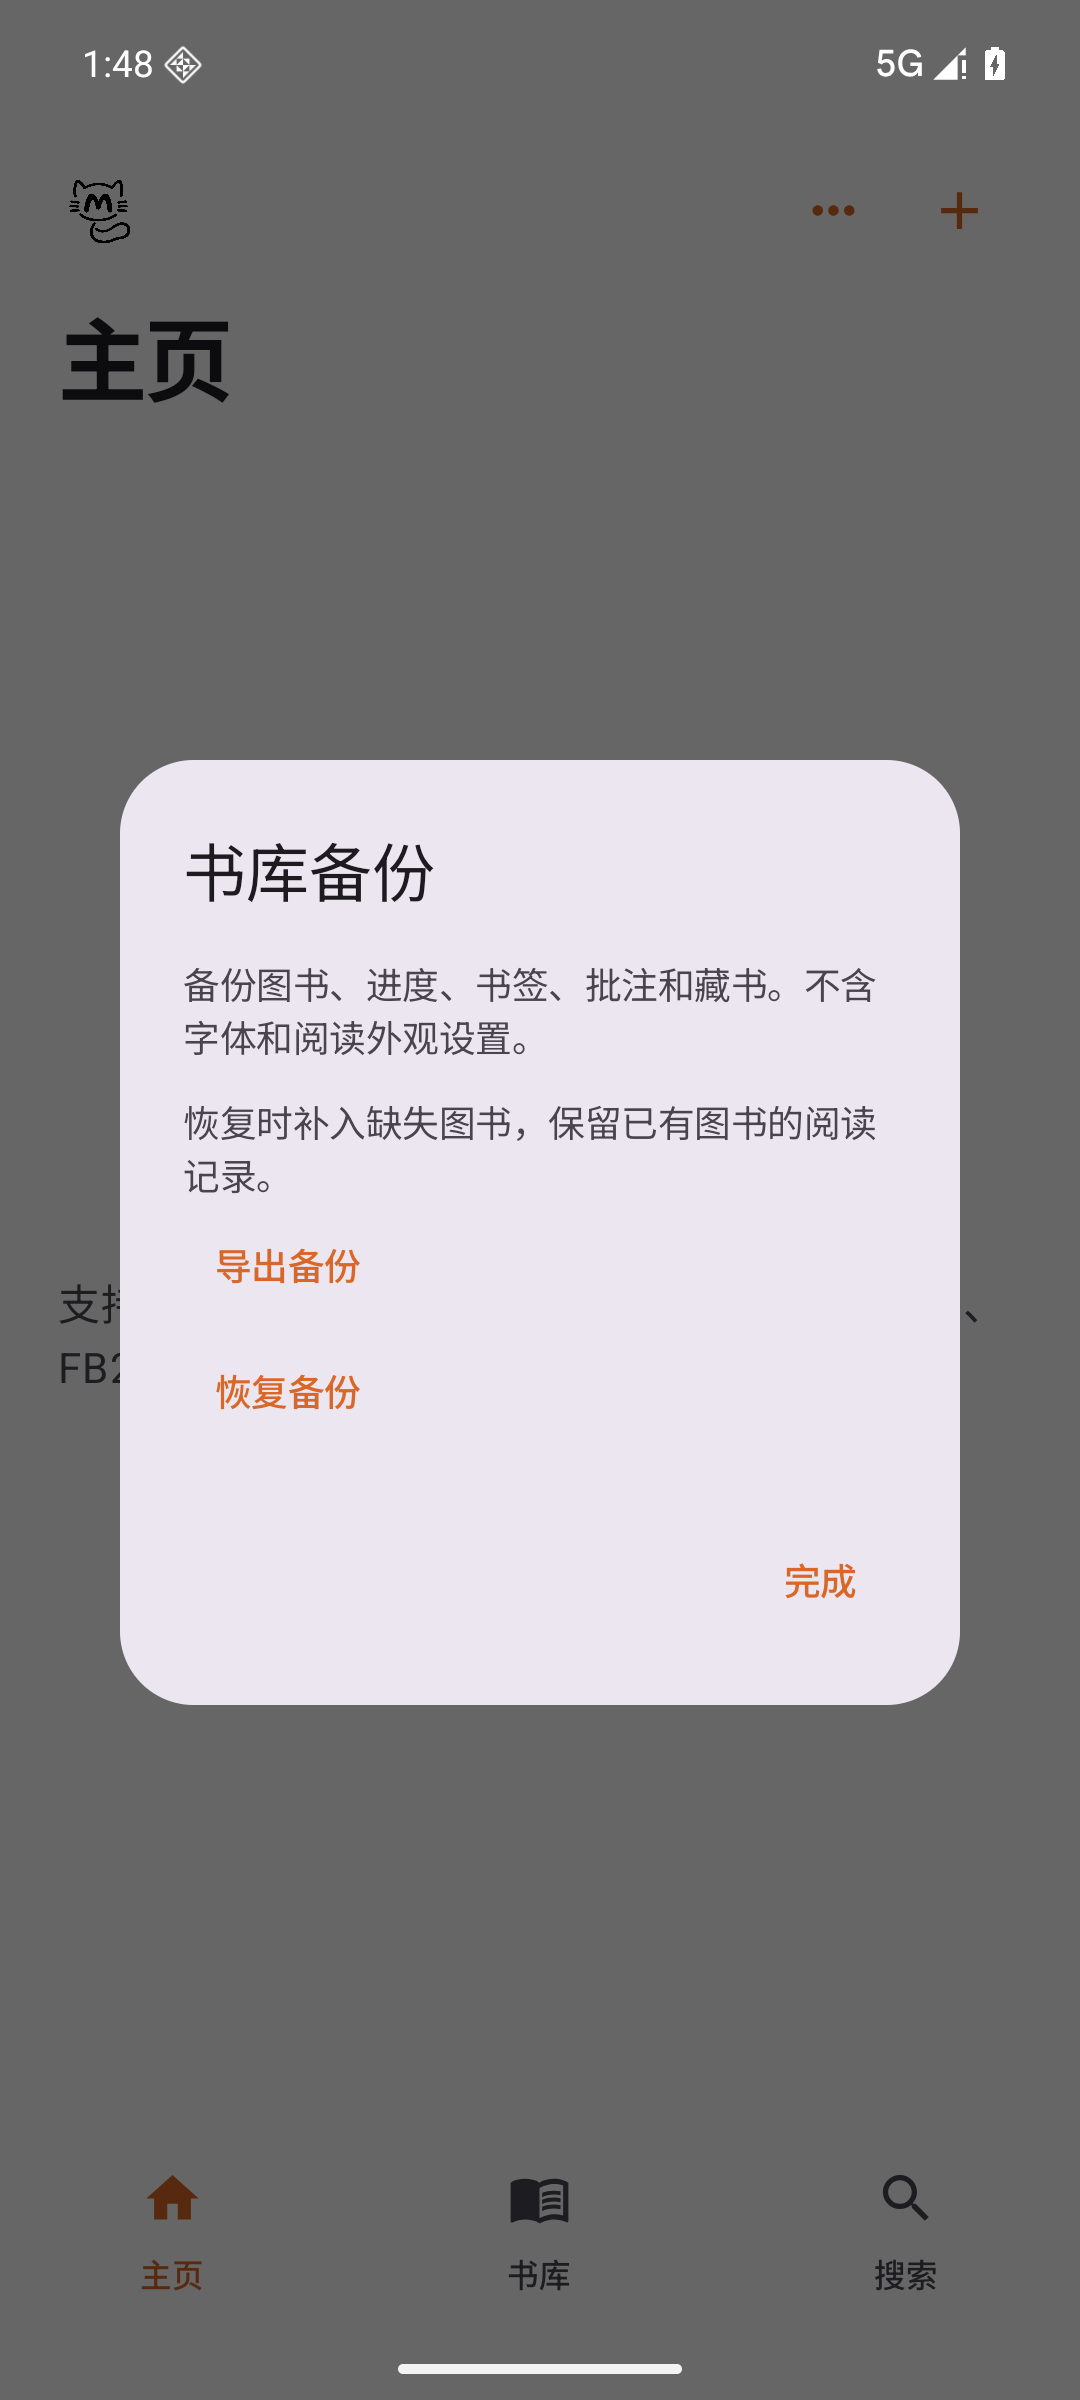 1:48
5G
主页
书库备份
备份图书、进度、书签、批注和藏书。不含
字体和阅读外观设置。
恢复时补入缺失图书，保留已有图书的阅读
记录。
导出备份
支
、
FB2
恢复备份
完成
主页
书库
搜索